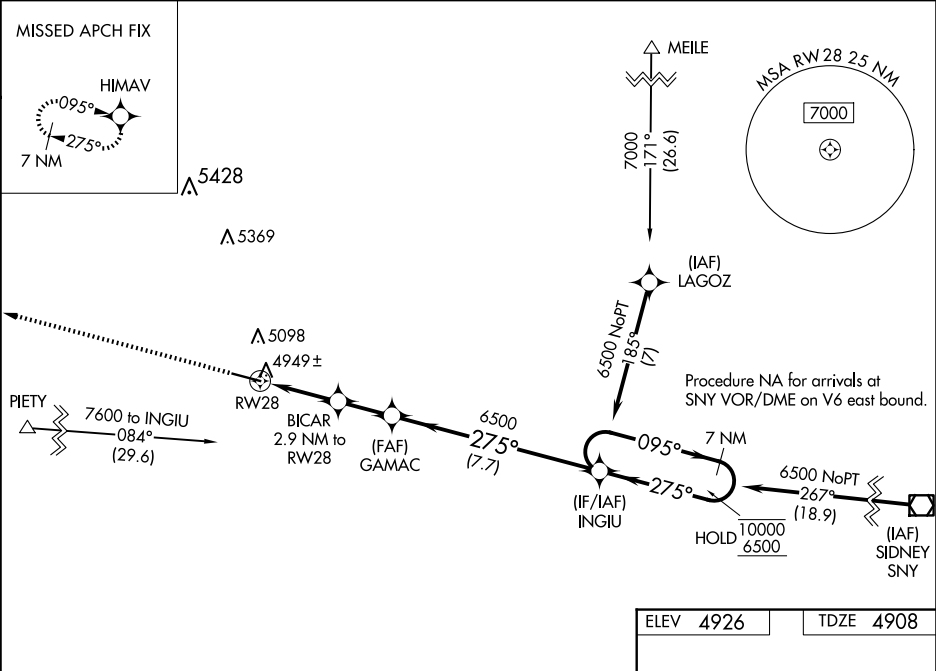 MISSED APCH FIX
HIMAV
095°
275°
7 NM
5428
5369
MEILE
7000
171°
(26.6)
MSA RW28 25 NM
7000
(IAF)
LAGOZ
6500 NoPT
185°
(7)
5098
4949±
RW28
Procedure NA for arrivals at
SNY VOR/DME on V6 east bound.
PIETY
7600 to INGIU
084°
(29.6)
BICAR
2.9 NM to
RW28
(FAF)
GAMAC
6500
275°
(7.7)
095°
7 NM
275°
(IF/IAF)
INGIU
HOLD
10000
6500
6500 NoPT
267°
(18.9)
(IAF)
SIDNEY
SNY
ELEV 4926
TDZE 4908